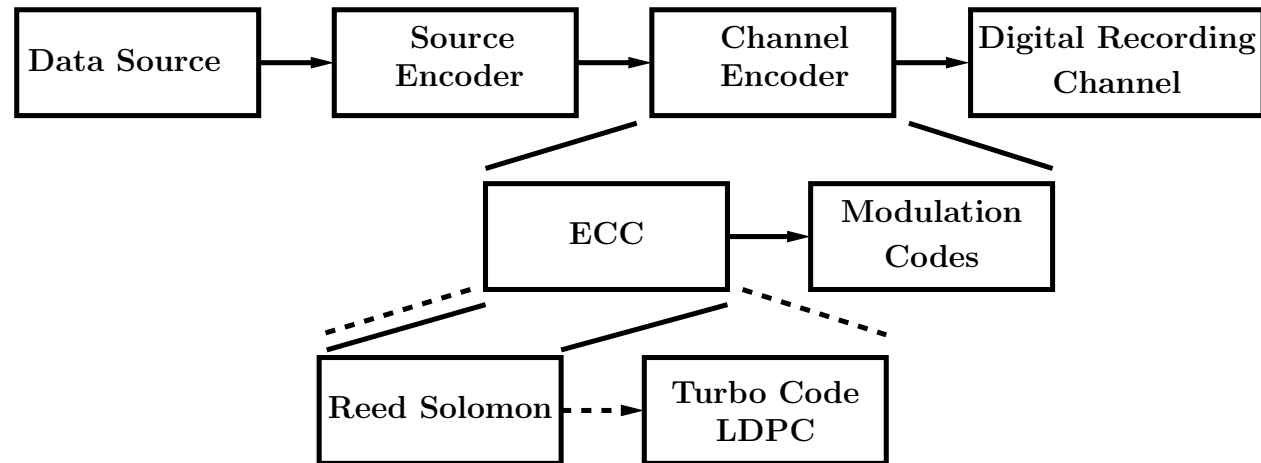 Data Source
Source
Encoder
Channel
Encoder
Digital Recording
Channel
ECC
Modulation
Codes
Reed Solomon
Turbo Code
LDPC